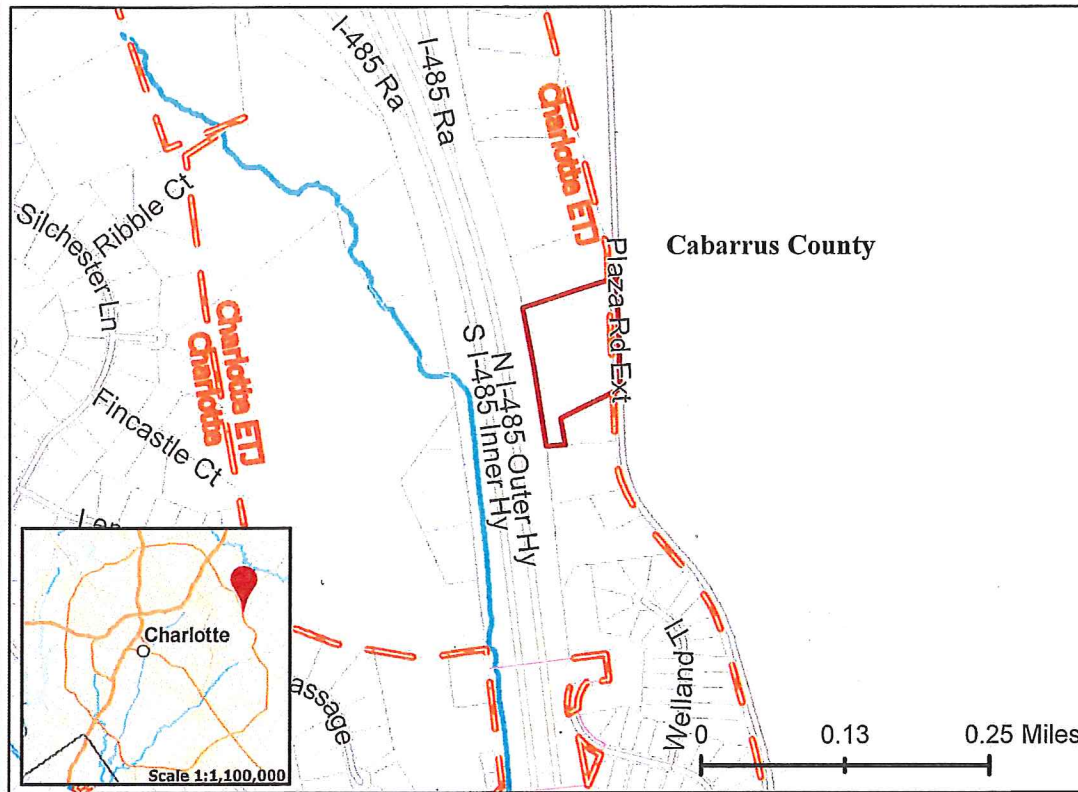 I-485 Ra
I-485 Ra
Charlotte ETJ
Cabarrus County
Ribble Ct
Silchester Ln
Plaza Rd Ext
Charlotte ETJ
Charlotte
S I-485 Inner Hy
N I-485 Outer Hy
Fincastle Ct
Charlotte
Scale 1:1,100,000
assage
Welland Tl
0 0.13 0.25 Miles